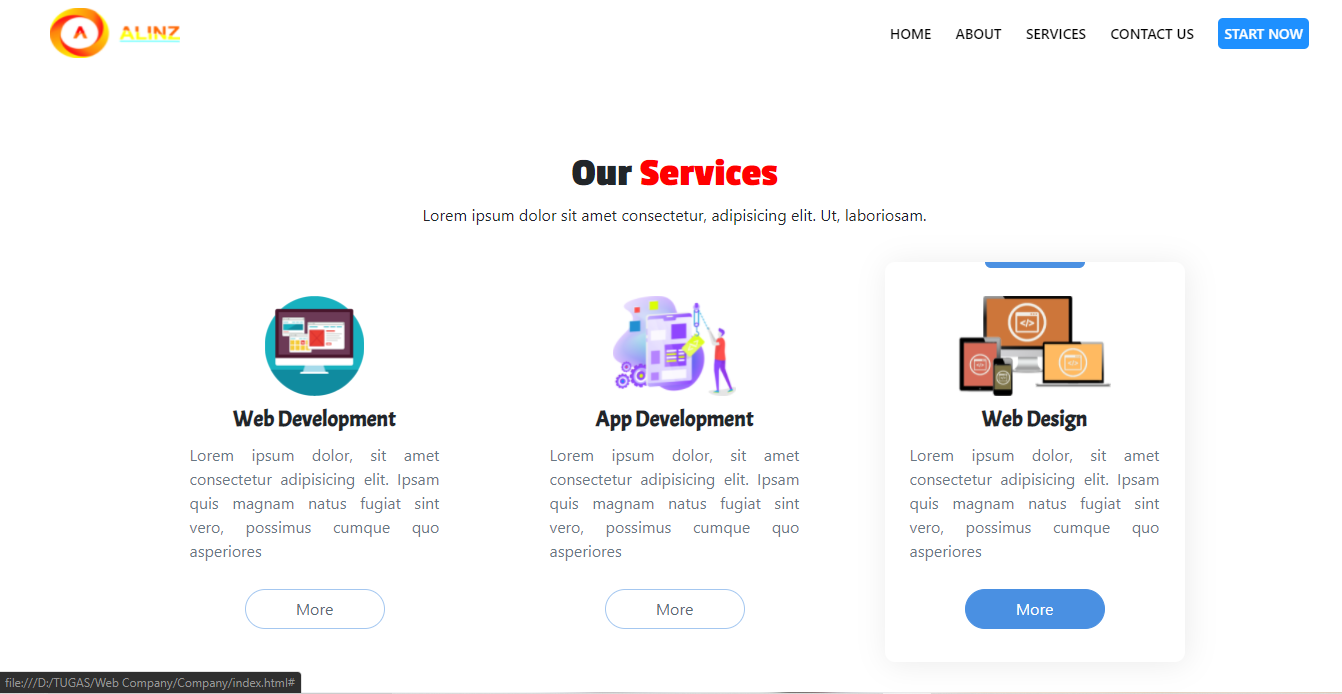 ALINZ
HOME ABOUT SERVICES CONTACT US START NOW
Our Services
Lorem ipsum dolor sit amet consectetur, adipisicing elit. Ut, laboriosam.
Web Development
Lorem ipsum dolor, sit amet
consectetur adipisicing elit. Ipsam
quis magnam natus fugiat sint
vero, possimus cumque quo
asperiores
More
App Development
Lorem ipsum dolor, sit amet
consectetur adipisicing elit. Ipsam
quis magnam natus fugiat sint
vero, possimus cumque quo
asperiores
More
Web Design
Lorem ipsum dolor, sit amet
consectetur adipisicing elit. Ipsam
quis magnam natus fugiat sint
vero, possimus cumque quo
asperiores
More
file:///D:/TUGAS/Web Company/Company/index.html#